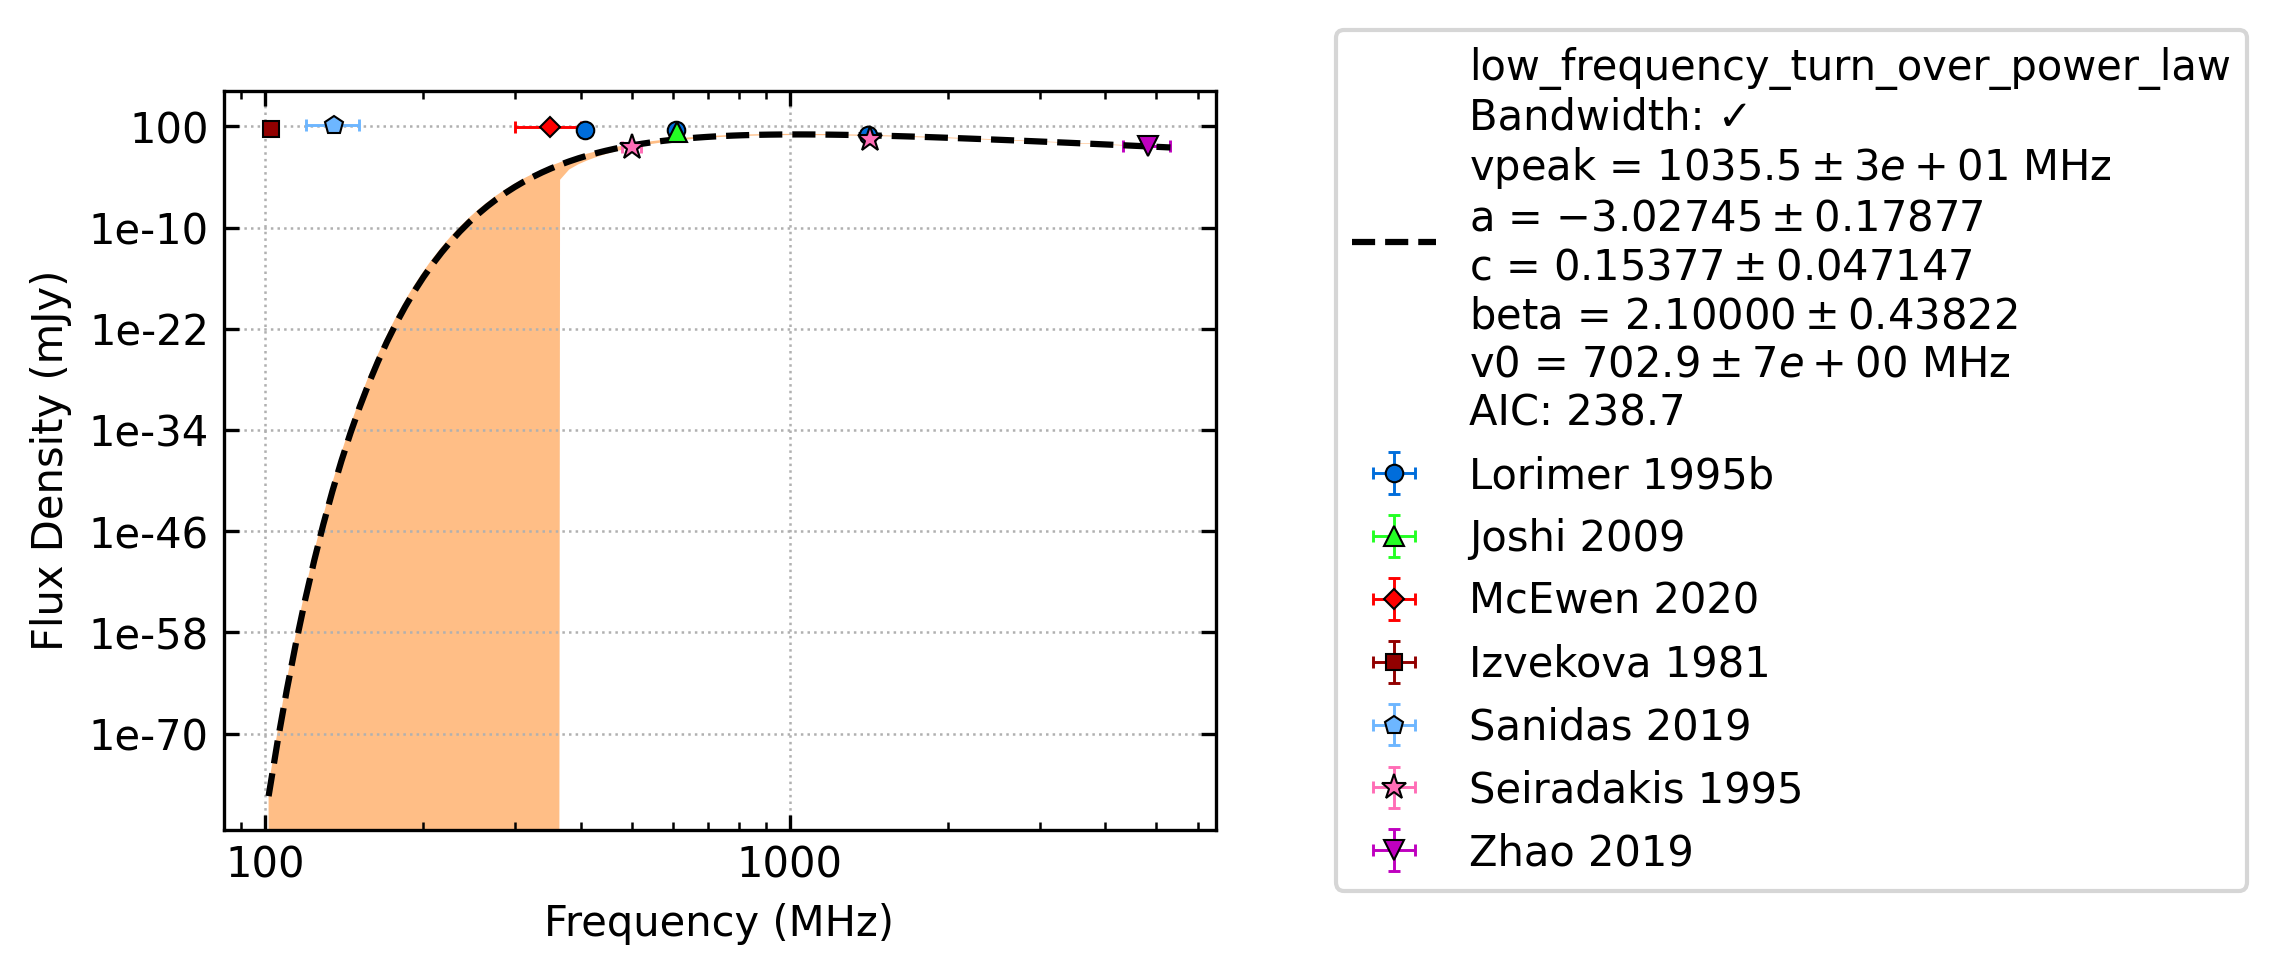 100
1e-10
1e-22
1e-34
1e-46
1e-58
1e-70
Flux Density (mJy)
100 1000
Frequency (MHz)
low_frequency_turn_over_power_law
Bandwidth: ✓
vpeak = 1035.5 ± 3e + 01 MHz
a = −3.02745 ± 0.17877
c = 0.15377 ± 0.047147
beta = 2.10000 ± 0.43822
v0 = 702.9 ± 7e + 00 MHz
AIC: 238.7
Lorimer 1995b
Joshi 2009
McEwen 2020
Izvekova 1981
Sanidas 2019
Seiradakis 1995
Zhao 2019